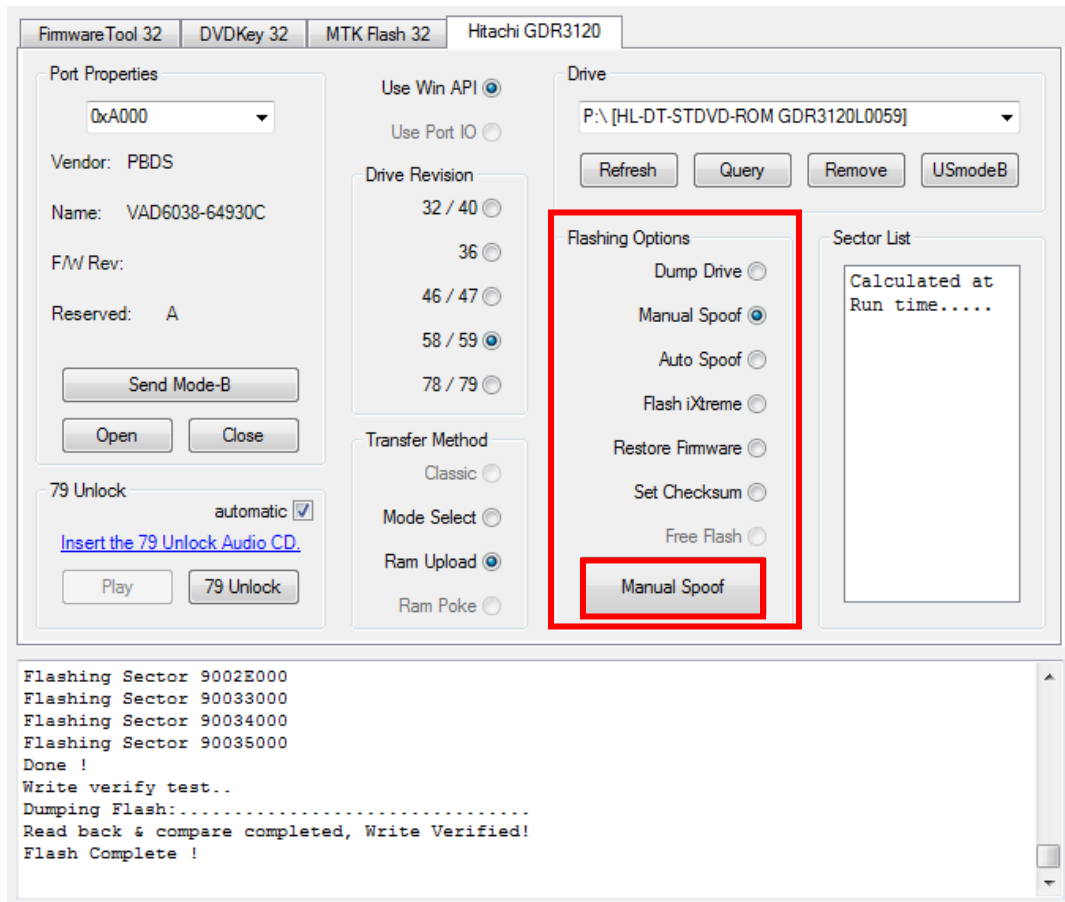 FirmwareTool 32
DVDKey 32
MTK Flash 32
Hitachi GDR3120
Port Properties
0xA000
Vendor: PBDS
Name: VAD6038-64930C
F/W Rev:
Reserved: A
Send Mode-B
Open
Close
79 Unlock
automatic
Insert the 79 Unlock Audio CD.
Play
79 Unlock
Use Win API
Use Port IO
Drive Revision
32 / 40
36
46 / 47
58 / 59
78 / 79
Transfer Method
Classic
Mode Select
Ram Upload
Ram Poke
Drive
P:\ [HL-DT-STDVD-ROM GDR3120L0059]
Refresh
Query
Remove
USmodeB
Flashing Options
Dump Drive
Manual Spoof
Auto Spoof
Flash iXtreme
Restore Firmware
Set Checksum
Free Flash
Manual Spoof
Sector List
Calculated at
Run time.....
Flashing Sector 9002E000
Flashing Sector 90033000
Flashing Sector 90034000
Flashing Sector 90035000
Done !
Write verify test..
Dumping Flash:................................
Read back & compare completed, Write Verified!
Flash Complete !